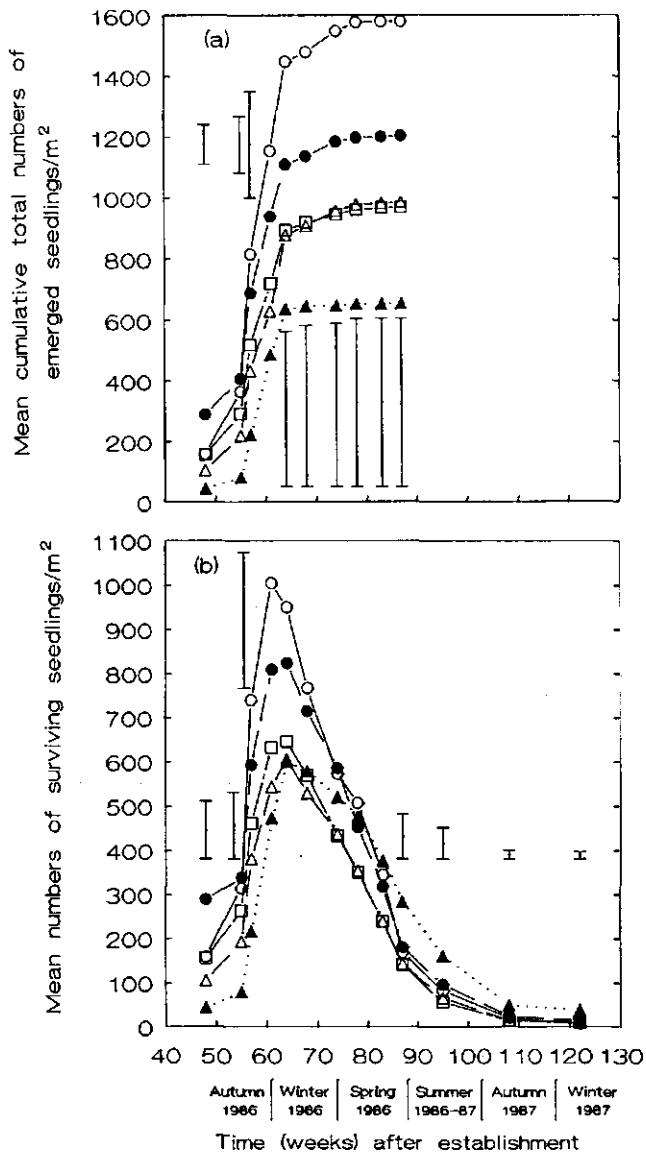 (a)
1600
1400
1200
1000
800
600
400
200
0
Mean cumulative total numbers of
emerged seedlings/m²
(b)
1100
1000
900
800
700
600
500
400
300
200
100
0
Mean numbers of surviving seedlings/m²
40 50 60 70 80 90 100 110 120 130
Autumn Winter Spring Summer Autumn Winter
1986 1986 1986 1986-87 1987 1987
Time (weeks) after establishment